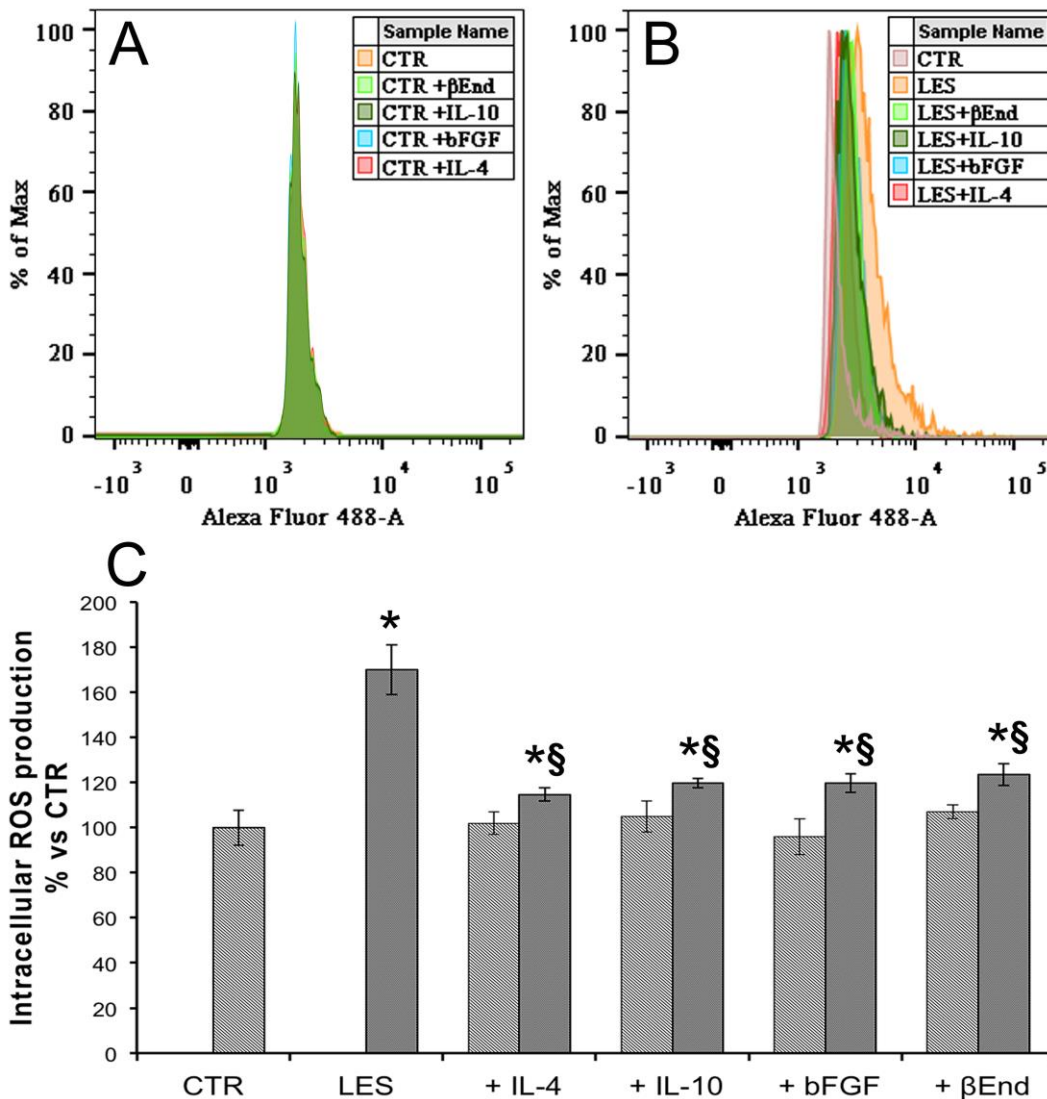 A
% of Max
100
80
60
40
20
0
-10 3
0
10 3
10 4
10 5
Alexa Fluor 488-A
Sample Name
CTR
CTR +βEnd
CTR +IL-10
CTR +bFGF
CTR +IL-4
B
% of Max
100
80
60
40
20
0
-10 3
0
10 3
10 4
10 5
Alexa Fluor 488-A
Sample Name
CTR
LES
LES+βEnd
LES+IL-10
LES+bFGF
LES+IL-4
C
Intracellular ROS production
% vs CTR
200
180
160
140
120
100
80
60
40
20
0
*
*§
*§
*§
*§
CTR
LES
+ IL-4
+ IL-10
+ bFGF
+ βEnd